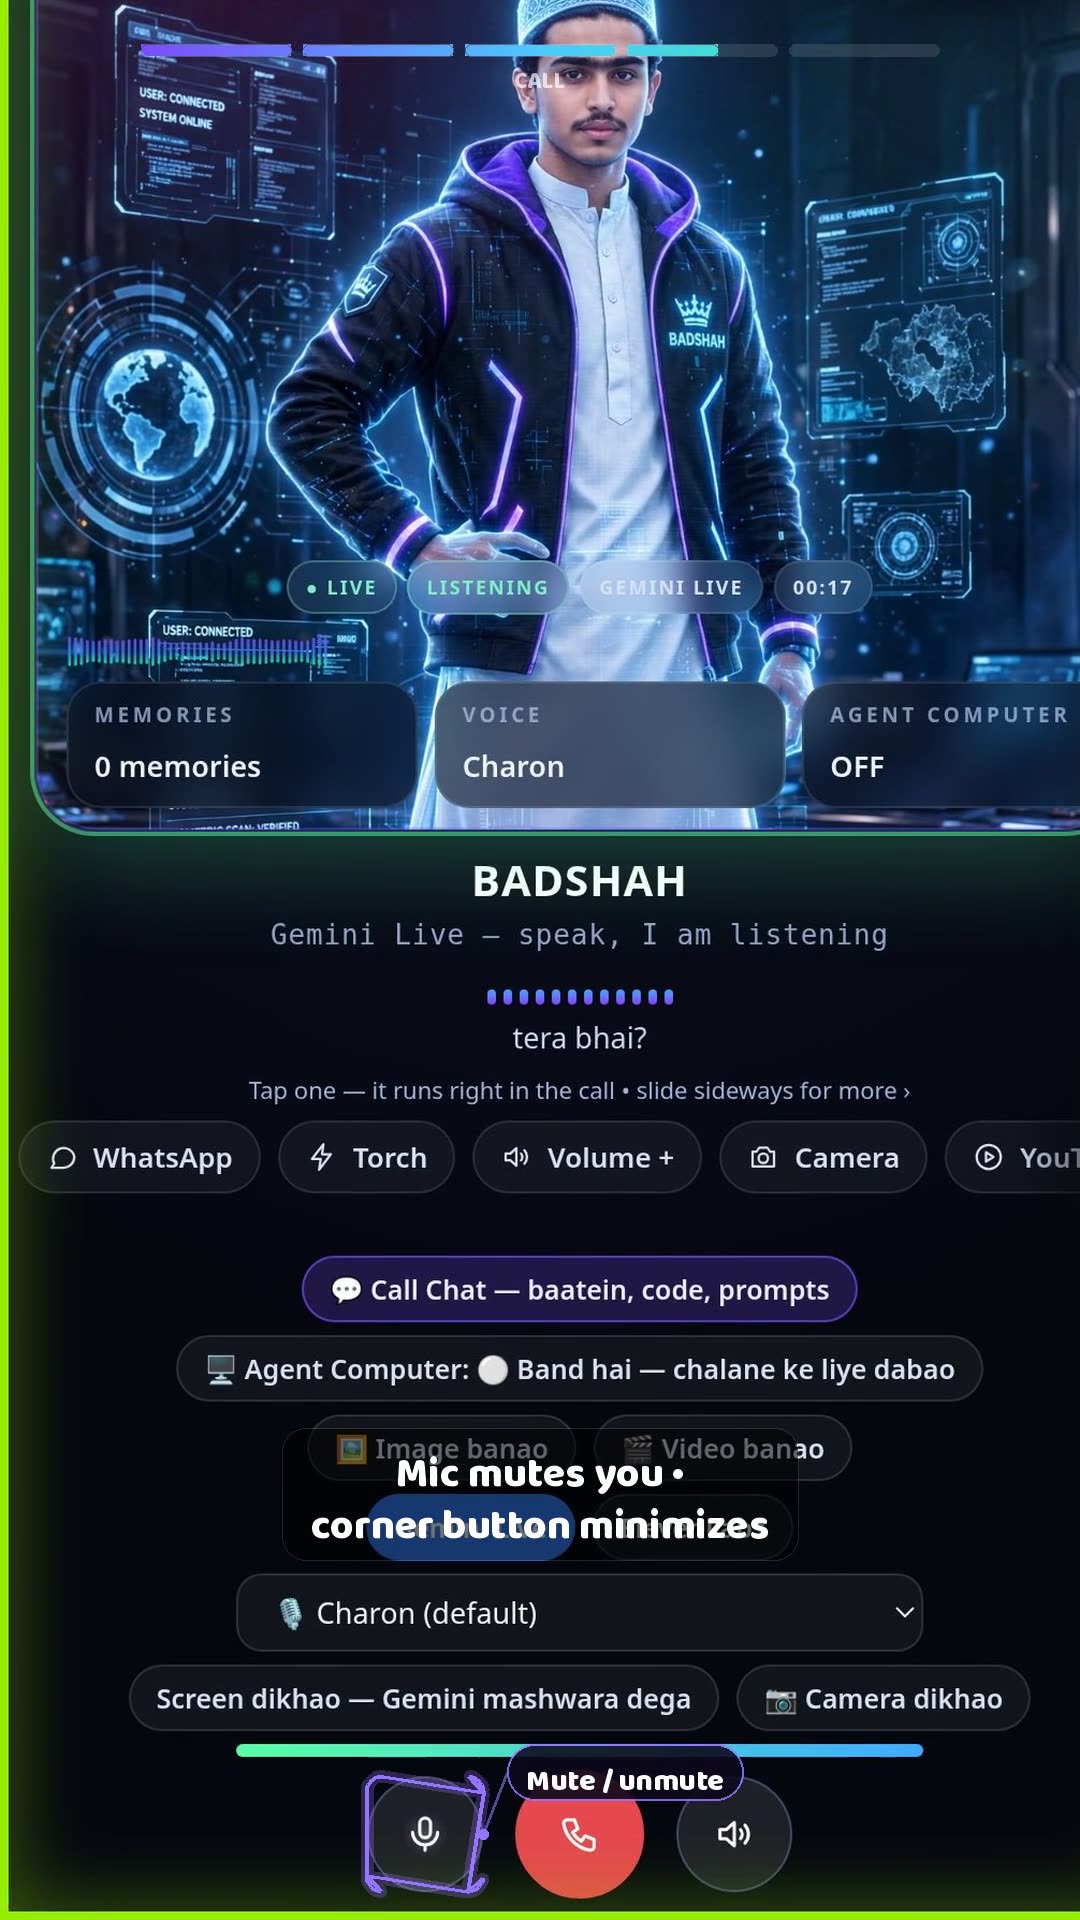 CALL
USER: CONNECTED
SYSTEM ONLINE
BADSHAH
• LIVE
LISTENING
GEMINI LIVE
00:17
USER: CONNECTED
MEMORIES
0 memories
VOICE
Charon
AGENT COMPUTER
OFF
BADSHAH
Gemini Live — speak, I am listening
tera bhai?
Tap one — it runs right in the call • slide sideways for more ›
WhatsApp
Torch
Volume +
Camera
YouT
💬 Call Chat — baatein, code, prompts
🖥️ Agent Computer: ⚪ Band hai — chalane ke liye dabao
🖼️ Image banao
🎬 Video banao
Mic mutes you •
corner button minimizes
🎙️ Charon (default)
Screen dikhao — Gemini mashwara dega
📷 Camera dikhao
Mute / unmute